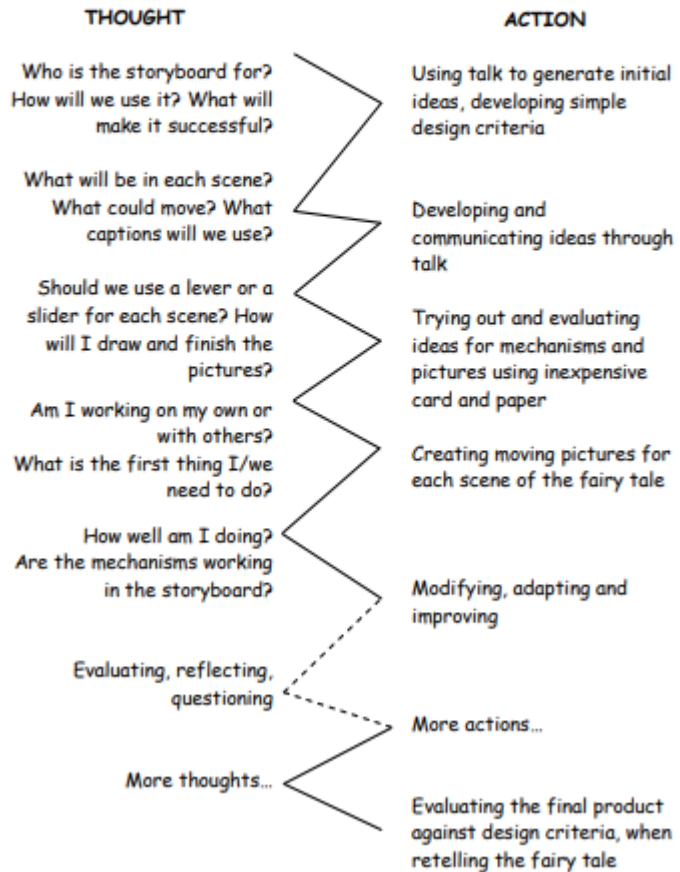 THOUGHT
ACTION
Who is the storyboard for?
How will we use it? What will
make it successful?
Using talk to generate initial
ideas, developing simple
design criteria
What will be in each scene?
What could move? What
captions will we use?
Developing and
communicating ideas through
talk
Should we use a lever or a
slider for each scene? How
will I draw and finish the
pictures?
Trying out and evaluating
ideas for mechanisms and
pictures using inexpensive
card and paper
Am I working on my own or
with others?
What is the first thing I/we
need to do?
Creating moving pictures for
each scene of the fairy tale
How well am I doing?
Are the mechanisms working
in the storyboard?
Modifying, adapting and
improving
Evaluating, reflecting,
questioning
More actions…
More thoughts…
Evaluating the final product
against design criteria, when
retelling the fairy tale